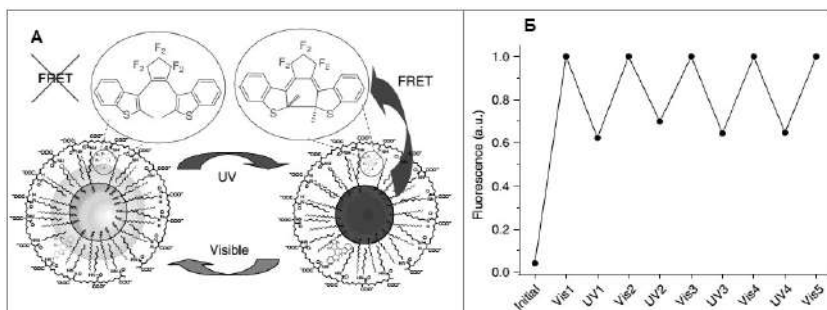 А
FRET
F₂
F₂
F₂
S
S
F₂
F₂
F₂
S
S
FRET
UV
Visible
Б
Fluorescence (a.u.)
1.0
0.8
0.6
0.4
0.2
0.0
Initial
Vis1
UV1
Vis2
UV2
Vis3
UV3
Vis4
UV4
Vis5